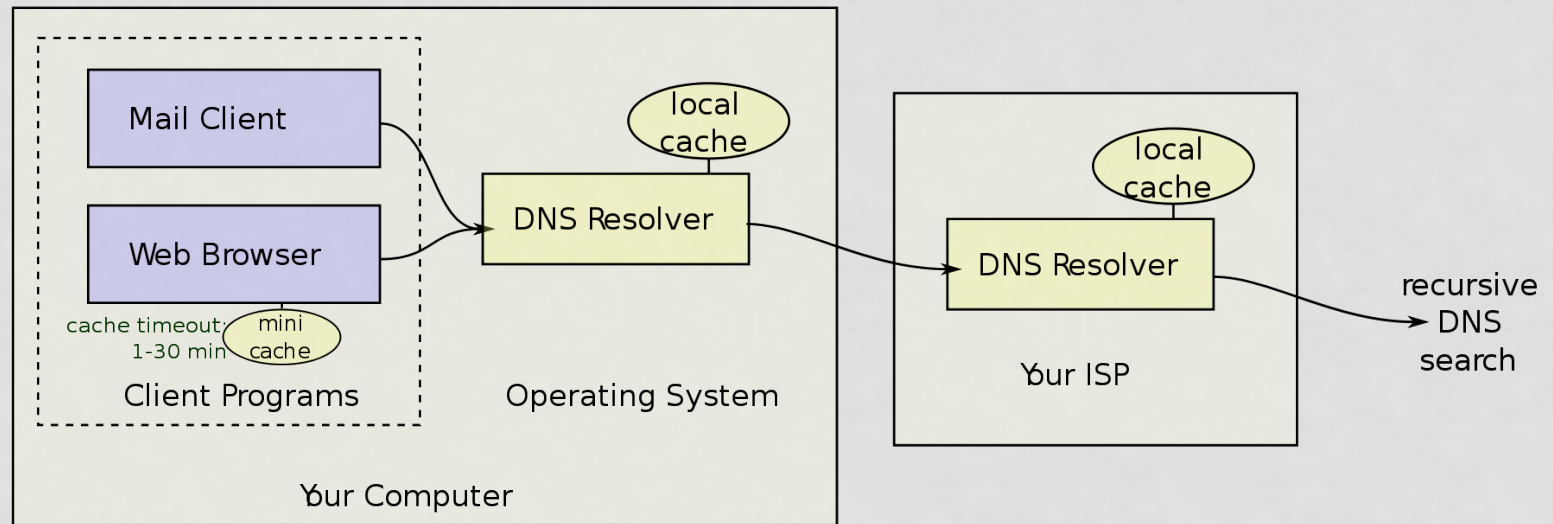 Mail Client
Web Browser
cache timeout:
1-30 min
mini
cache
Client Programs
local
cache
DNS Resolver
Operating System
Your Computer
local
cache
DNS Resolver
Your ISP
recursive
DNS
search